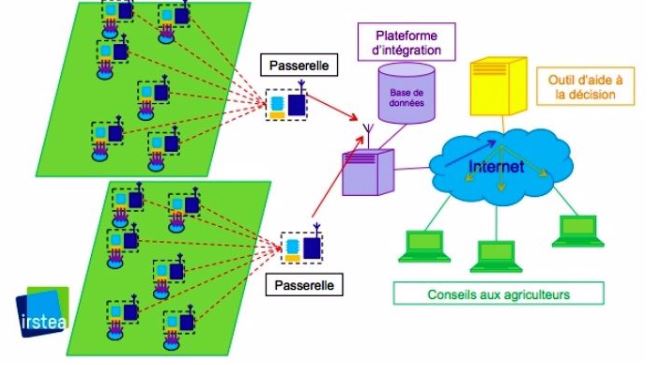 Plateforme
d'intégration
Passerelle
Base de
données
Outil d'aide à
la décision
Internet
Passerelle
Conseils aux agriculteurs
irstea